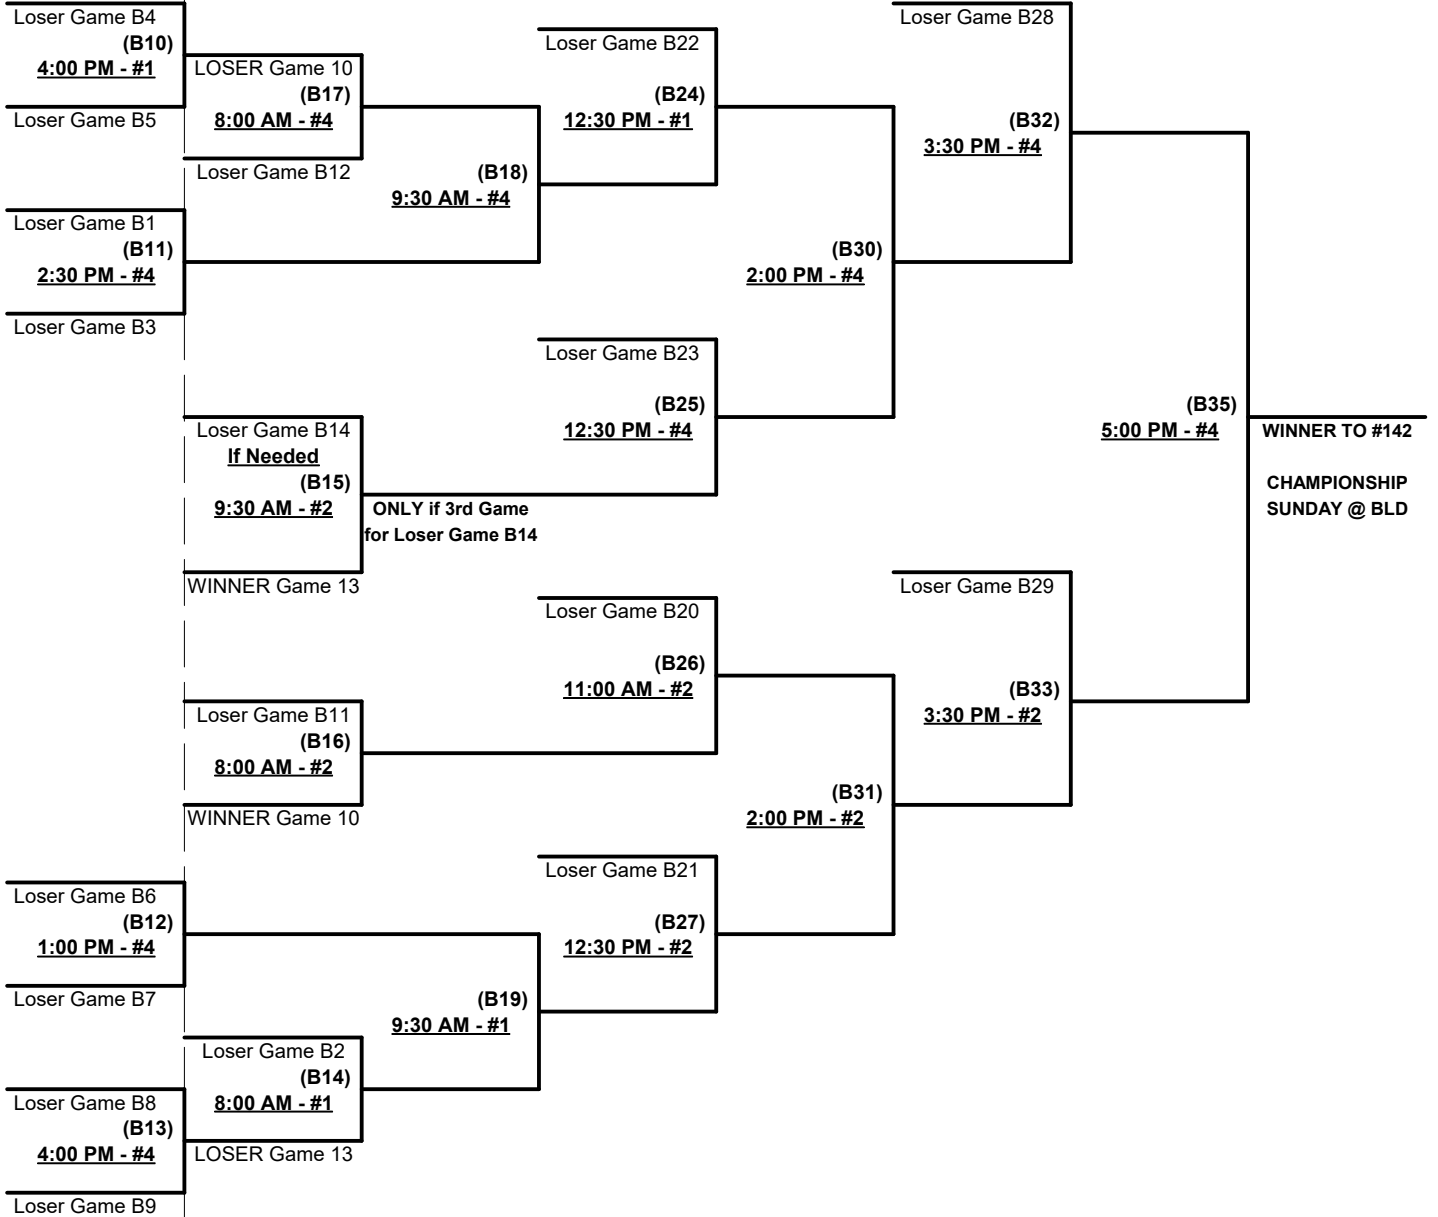 Loser Game B4
(B10)
4:00 PM - #1
Loser Game B5
LOSER Game 10
(B17)
8:00 AM - #4
Loser Game B12
Loser Game B1
(B11)
2:30 PM - #4
Loser Game B3
(B18)
9:30 AM - #4
Loser Game B22
(B24)
12:30 PM - #1
Loser Game B28
(B32)
3:30 PM - #4
(B30)
2:00 PM - #4
Loser Game B23
(B25)
12:30 PM - #4
Loser Game B14
If Needed
(B15)
9:30 AM - #2
WINNER Game 13
ONLY if 3rd Game
for Loser Game B14
(B35)
5:00 PM - #4
WINNER TO #142
CHAMPIONSHIP
SUNDAY @ BLD
Loser Game B20
(B26)
11:00 AM - #2
Loser Game B29
(B33)
3:30 PM - #2
Loser Game B11
(B16)
8:00 AM - #2
WINNER Game 10
(B31)
2:00 PM - #2
Loser Game B21
(B27)
12:30 PM - #2
Loser Game B6
(B12)
1:00 PM - #4
Loser Game B7
(B19)
9:30 AM - #1
Loser Game B2
(B14)
8:00 AM - #1
LOSER Game 13
Loser Game B8
(B13)
4:00 PM - #4
Loser Game B9